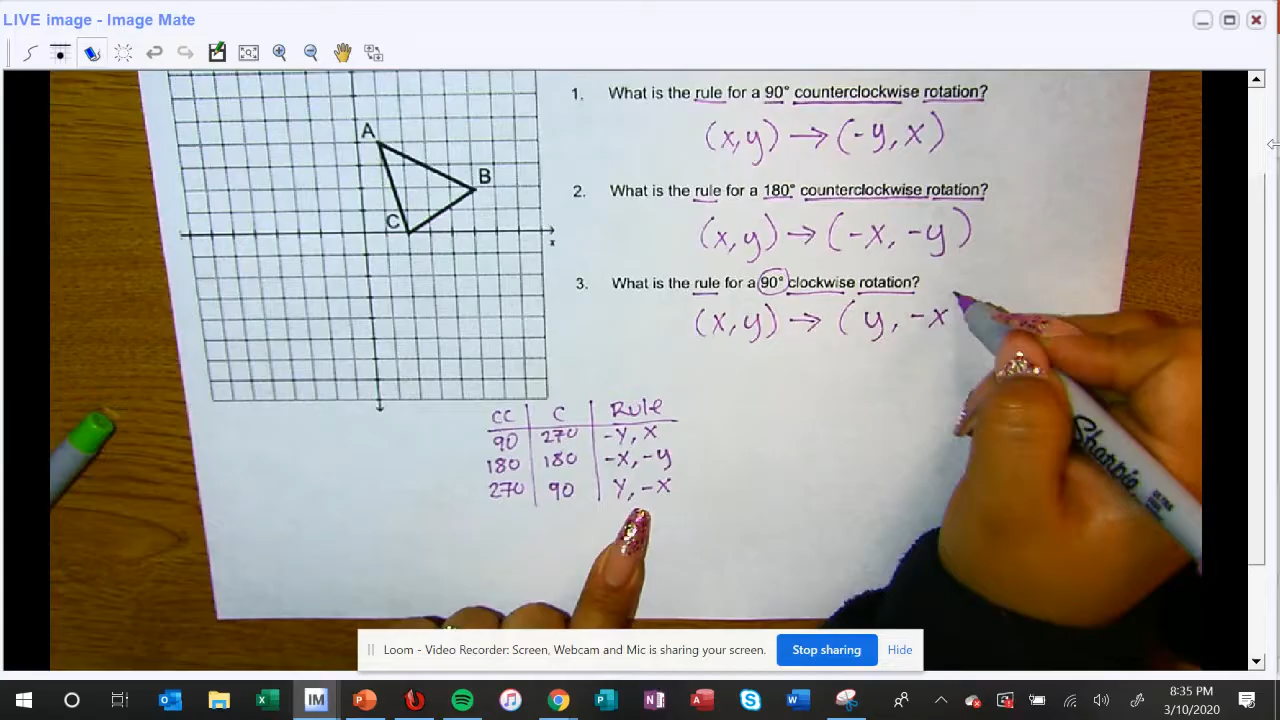 LIVE image - Image Mate
A
B
C
x
1. What is the rule for a 90° counterclockwise rotation?
(x,y) → (-y, x)
2. What is the rule for a 180° counterclockwise rotation?
(x,y) → (-x, -y)
3. What is the rule for a 90° clockwise rotation?
(x,y) → (y, -x
CC C Rule
90 270 -y, x
180 180 -x, -y
270 90 y, -x
Sharpie
Loom - Video Recorder: Screen, Webcam and Mic is sharing your screen. Stop sharing Hide
IM
8:35 PM
3/10/2020